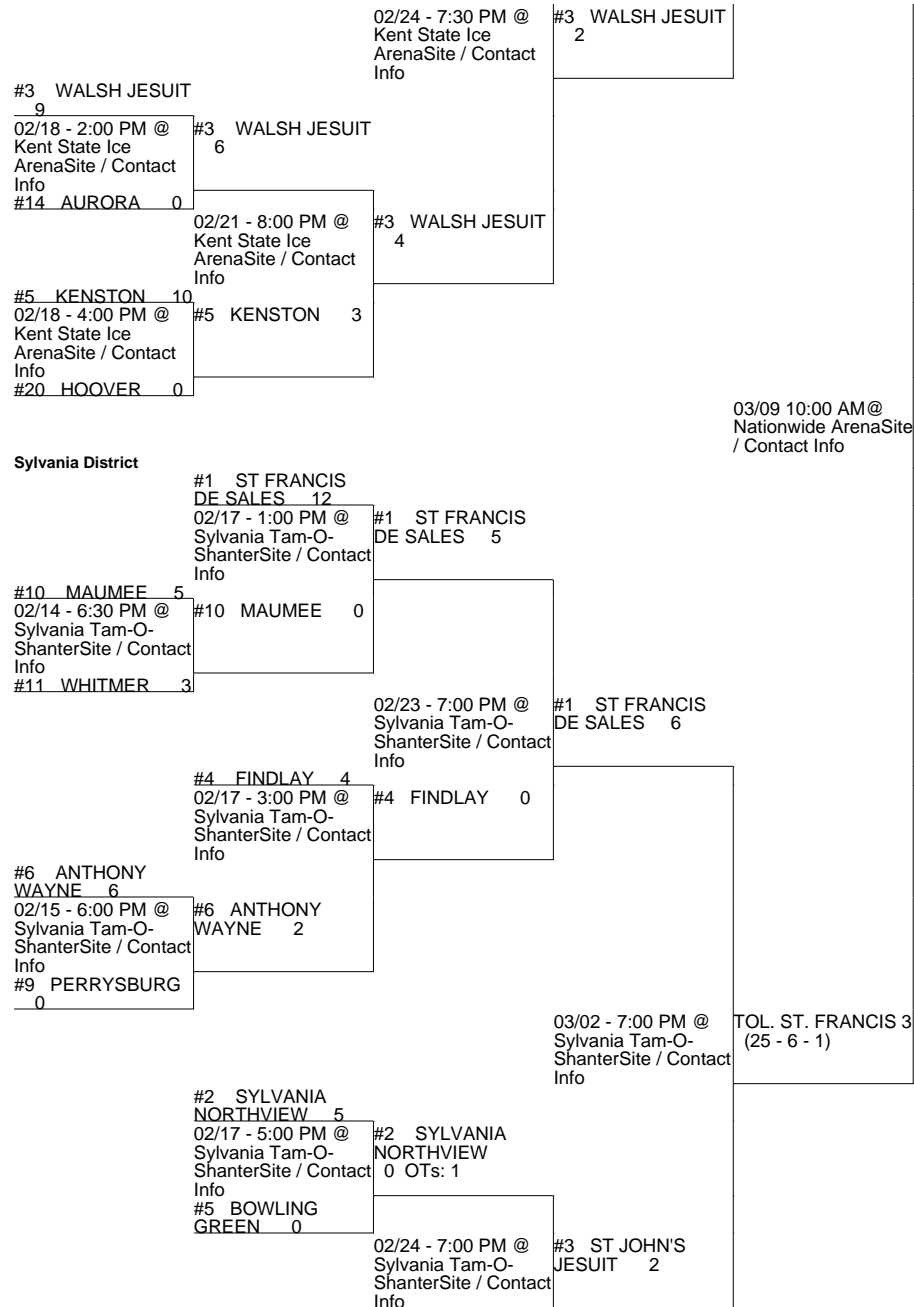 02/24 - 7:30 PM @
Kent State Ice
ArenaSite / Contact
Info
#3 WALSH JESUIT
2
#3 WALSH JESUIT
9
02/18 - 2:00 PM @
Kent State Ice
ArenaSite / Contact
Info
#14 AURORA 0
#3 WALSH JESUIT
6
02/21 - 8:00 PM @
Kent State Ice
ArenaSite / Contact
Info
#3 WALSH JESUIT
4
#5 KENSTON 10
02/18 - 4:00 PM @
Kent State Ice
ArenaSite / Contact
Info
#20 HOOVER 0
#5 KENSTON 3
03/09 10:00 AM@
Nationwide ArenaSite
/ Contact Info
Sylvania District
#1 ST FRANCIS
DE SALES 12
02/17 - 1:00 PM @
Sylvania Tam-O-
ShanterSite / Contact
Info
#1 ST FRANCIS
DE SALES 5
#10 MAUMEE 5
02/14 - 6:30 PM @
Sylvania Tam-O-
ShanterSite / Contact
Info
#11 WHITMER 3
#10 MAUMEE 0
02/23 - 7:00 PM @
Sylvania Tam-O-
ShanterSite / Contact
Info
#1 ST FRANCIS
DE SALES 6
#4 FINDLAY 4
02/17 - 3:00 PM @
Sylvania Tam-O-
ShanterSite / Contact
Info
#4 FINDLAY 0
#6 ANTHONY
WAYNE 6
02/15 - 6:00 PM @
Sylvania Tam-O-
ShanterSite / Contact
Info
#9 PERRYSBURG
0
#6 ANTHONY
WAYNE 2
03/02 - 7:00 PM @
Sylvania Tam-O-
ShanterSite / Contact
Info
TOL. ST. FRANCIS 3
(25 - 6 - 1)
#2 SYLVANIA
NORTHVIEW 5
02/17 - 5:00 PM @
Sylvania Tam-O-
ShanterSite / Contact
Info
#5 BOWLING
GREEN 0
#2 SYLVANIA
NORTHVIEW
0 OTs: 1
02/24 - 7:00 PM @
Sylvania Tam-O-
ShanterSite / Contact
Info
#3 ST JOHN'S
JESUIT 2